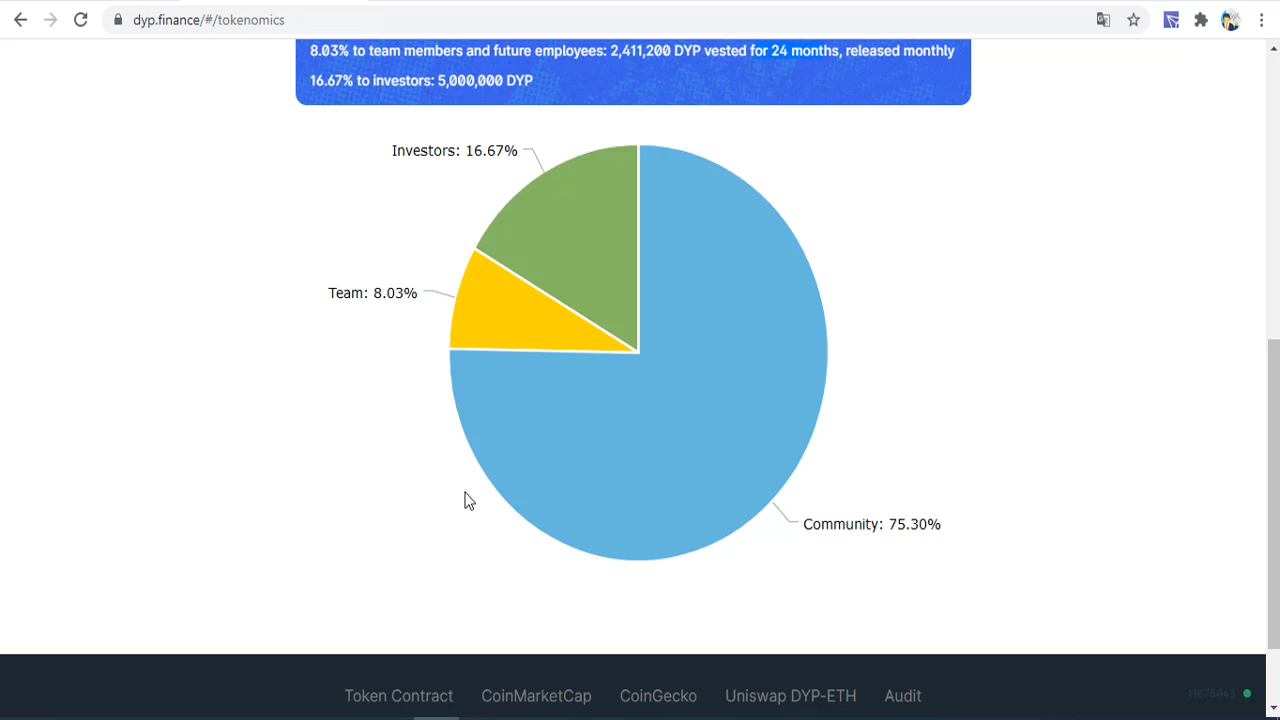 dyp.finance/#/tokenomics
8.03% to team members and future employees: 2,411,200 DYP vested for 24 months, released monthly
16.67% to investors: 5,000,000 DYP
Investors: 16.67%
Team: 8.03%
Community: 75.30%
Token Contract CoinMarketCap CoinGecko Uniswap DYP-ETH Audit